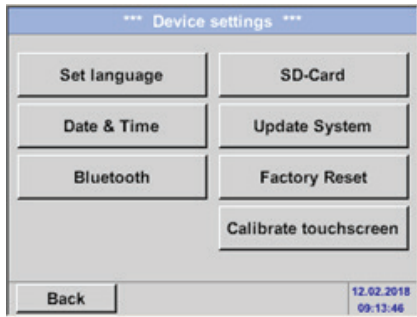 *** Device settings ***
Set language
SD-Card
Date & Time
Update System
Bluetooth
Factory Reset
Calibrate touchscreen
Back
12.02.2018
09:13:46